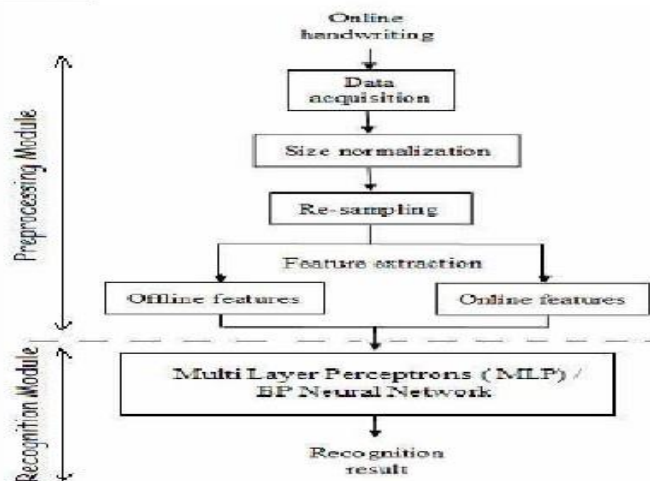 Online
handwriting
Data
acquisition
Size normalization
Re-sampling
Feature extraction
Offline features
Online features
Multi Layer Perceptrons ( MLP) /
BP Neural Network
Recognition
result
Preprocessing Module
Recognition Module